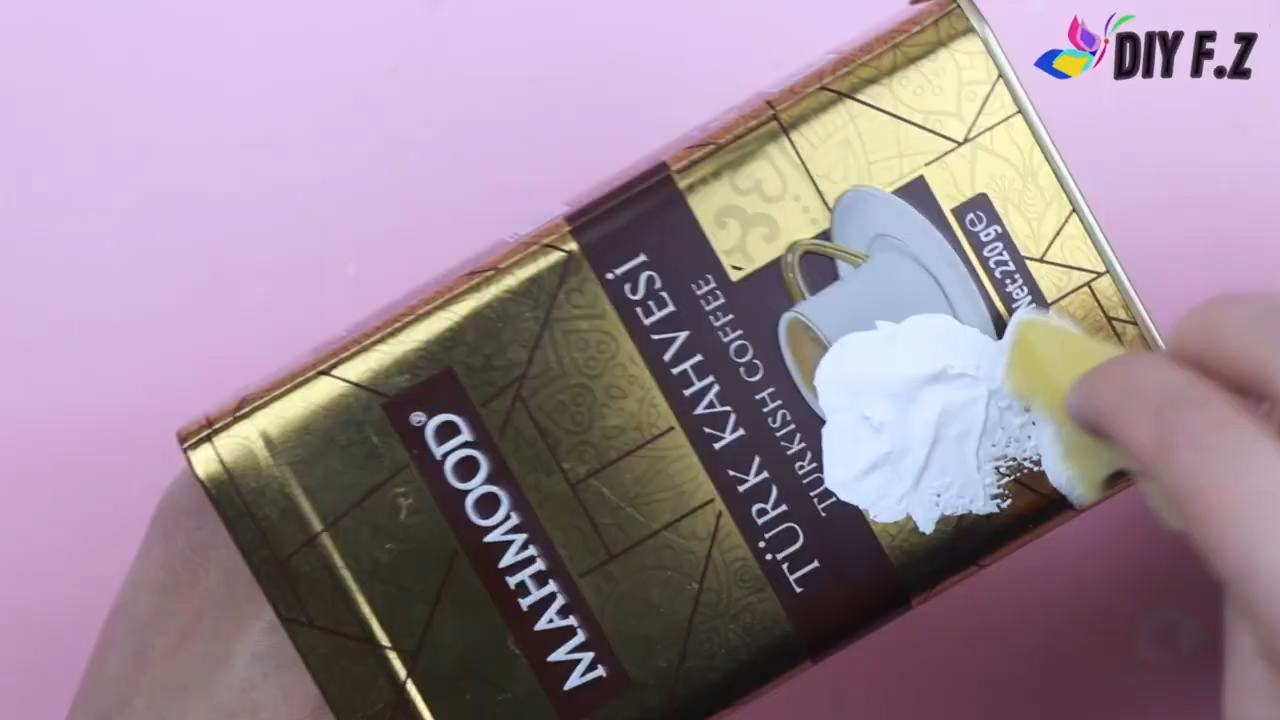 DIY F.Z
MAHMOOD®
TÜRK KAHVESİ
TURKISH COFFEE
Net: 220 g℮